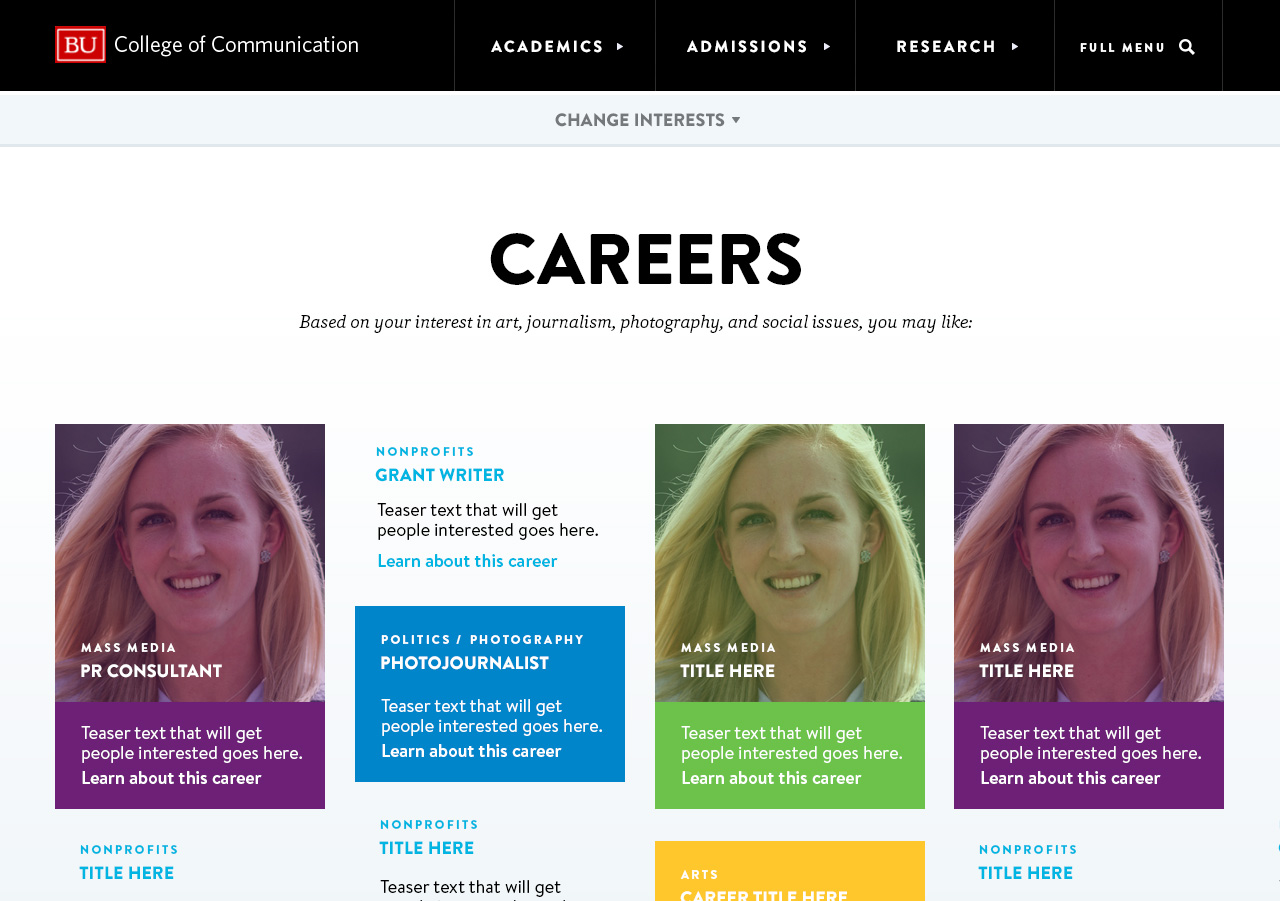 BU College of Communication
ACADEMICS
ADMISSIONS
RESEARCH
FULL MENU
CHANGE INTERESTS
CAREERS
Based on your interest in art, journalism, photography, and social issues, you may like:
MASS MEDIA
PR CONSULTANT
Teaser text that will get
people interested goes here.
Learn about this career
NONPROFITS
TITLE HERE
NONPROFITS
GRANT WRITER
Teaser text that will get
people interested goes here.
Learn about this career
POLITICS / PHOTOGRAPHY
PHOTOJOURNALIST
Teaser text that will get
people interested goes here.
Learn about this career
NONPROFITS
TITLE HERE
Teaser text that will get
MASS MEDIA
TITLE HERE
Teaser text that will get
people interested goes here.
Learn about this career
ARTS
CAREER TITLE HERE
MASS MEDIA
TITLE HERE
Teaser text that will get
people interested goes here.
Learn about this career
NONPROFITS
TITLE HERE